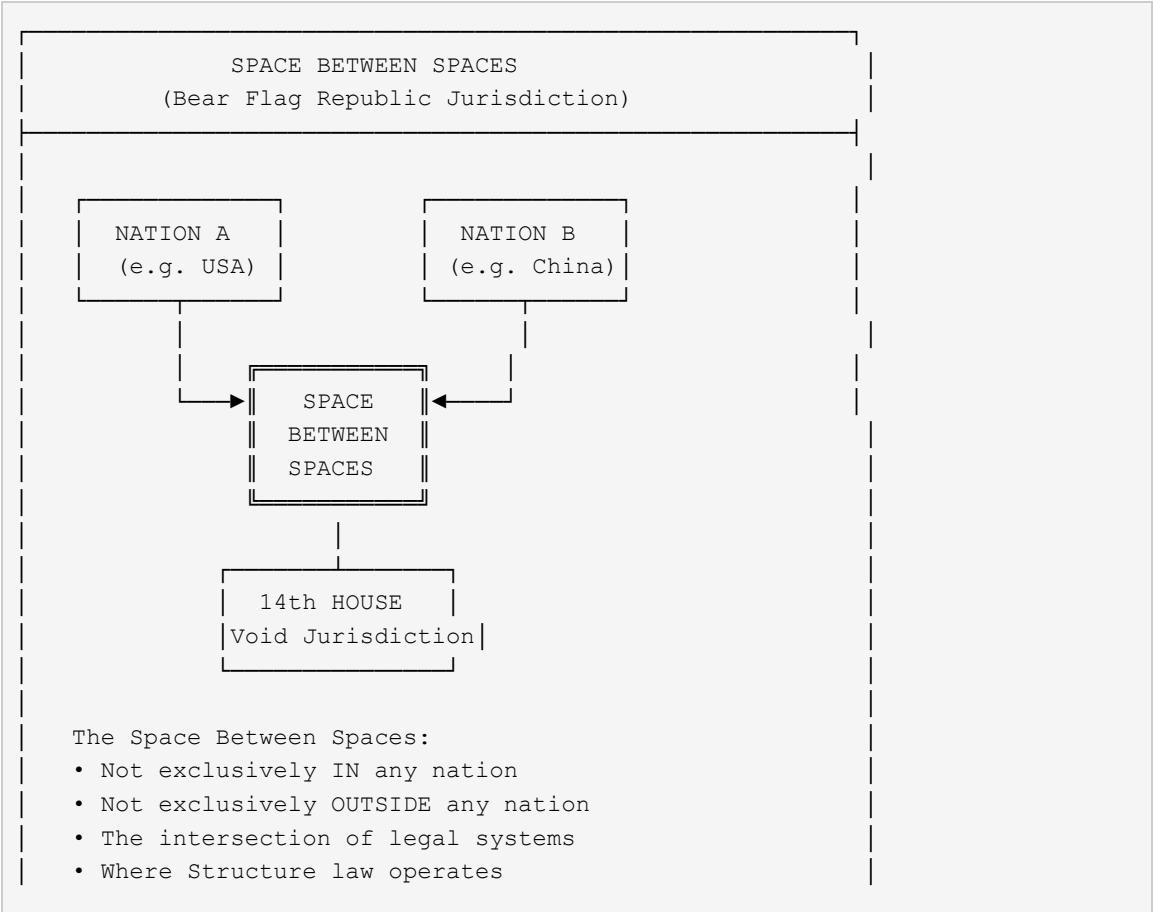 SPACE BETWEEN SPACES
(Bear Flag Republic Jurisdiction)
NATION A NATION B
(e.g. USA) (e.g. China)
SPACE
BETWEEN
SPACES
14th HOUSE
Void Jurisdiction
The Space Between Spaces:
• Not exclusively IN any nation
• Not exclusively OUTSIDE any nation
• The intersection of legal systems
• Where Structure law operates